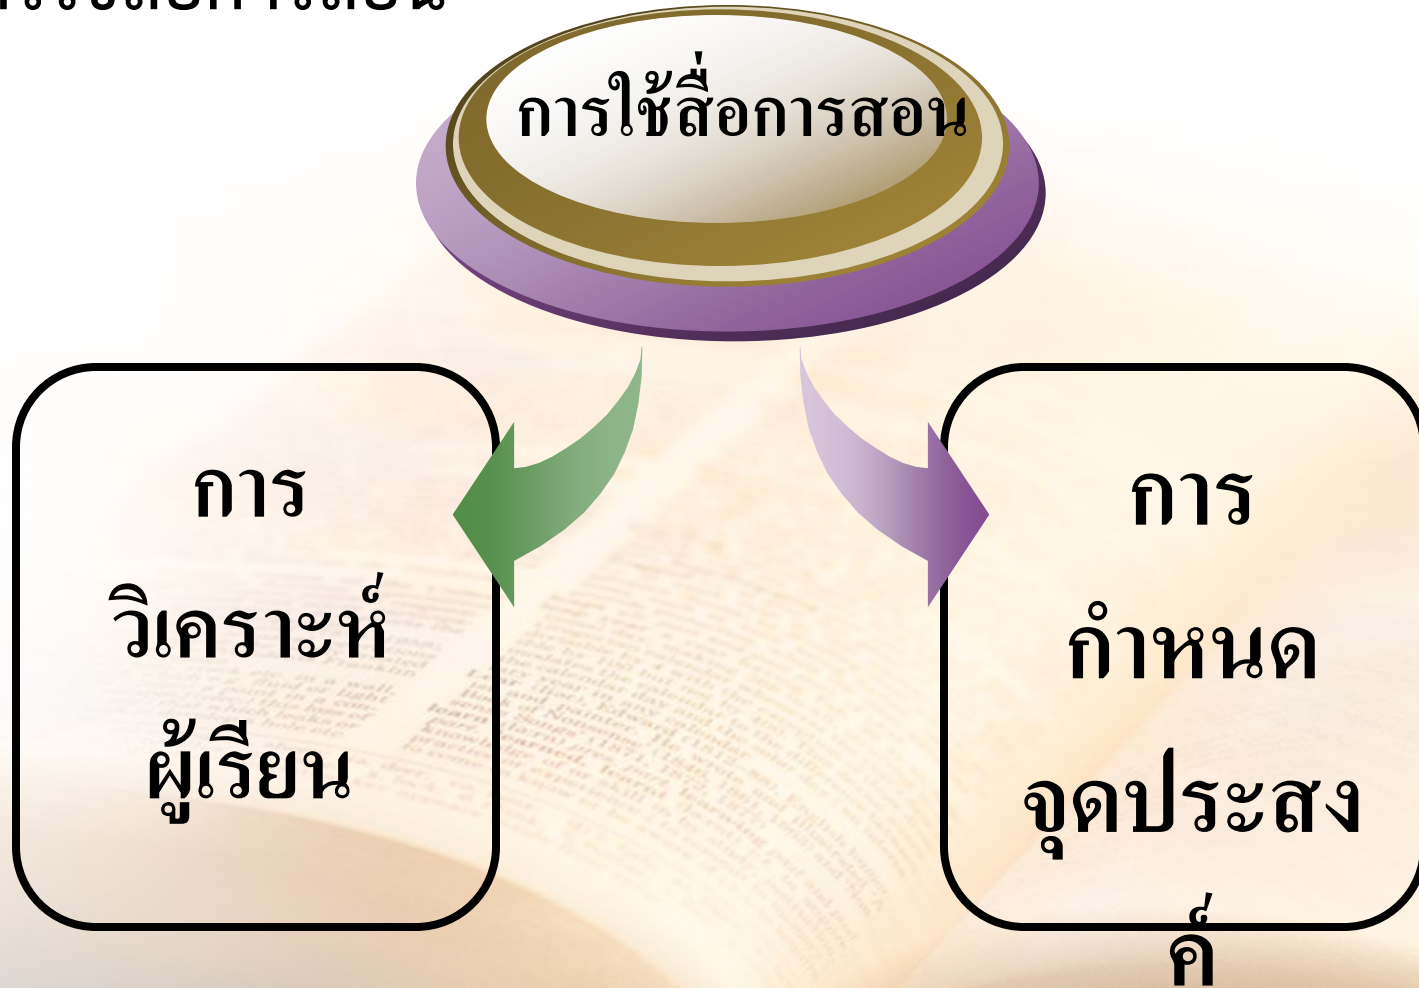 การใช้สื่อการสอน
การ
วิเคราะห์
ผู้เรียน
การ
กำหนด
จุดประสง
ค์